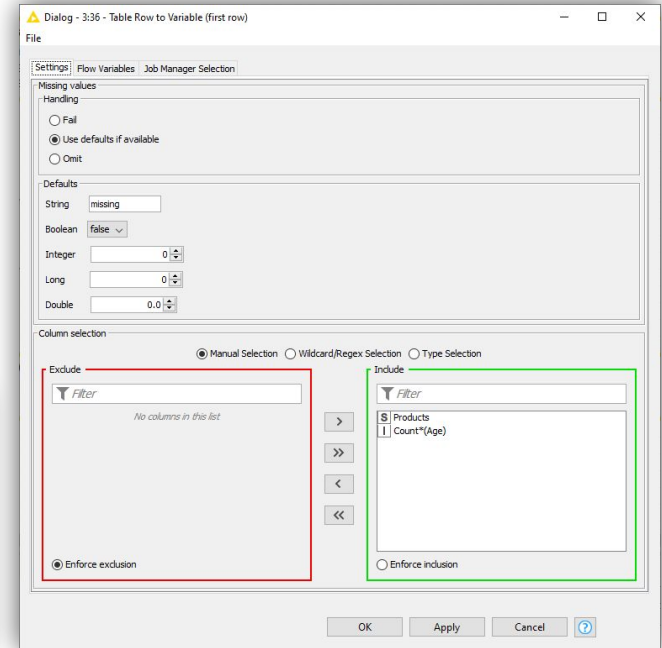 Dialog - 3:36 - Table Row to Variable (first row)
File
Settings Flow Variables Job Manager Selection
Missing values
Handling
Fail
Use defaults if available
Omit
Defaults
String missing
Boolean false
Integer 0
Long 0
Double 0.0
Column selection
Manual Selection Wildcard/Regex Selection Type Selection
Exclude Include
Filter Filter
No columns in this list
S Products
I Count*(Age)
>
>>
<
<<
Enforce exclusion Enforce inclusion
OK Apply Cancel ?